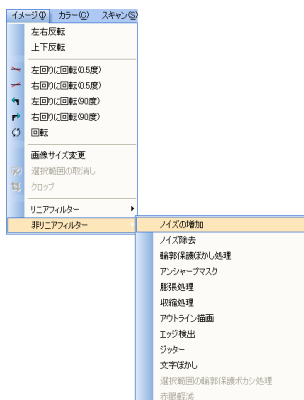 イメージ(I) カラー(C) スキャン(S)
左右反転
上下反転
左回りに回転(0.5度)
右回りに回転(0.5度)
左回りに回転(90度)
右回りに回転(90度)
回転
画像サイズ変更
選択範囲の取消し
クロップ
リニアフィルター
非リニアフィルター
ノイズの増加
ノイズ除去
輪郭保護ぼかし処理
アンシャープマスク
膨張処理
収縮処理
アウトライン描画
エッジ検出
ジッター
文字ぼかし
選択範囲の輪郭保護ボカシ処理
赤眼軽減